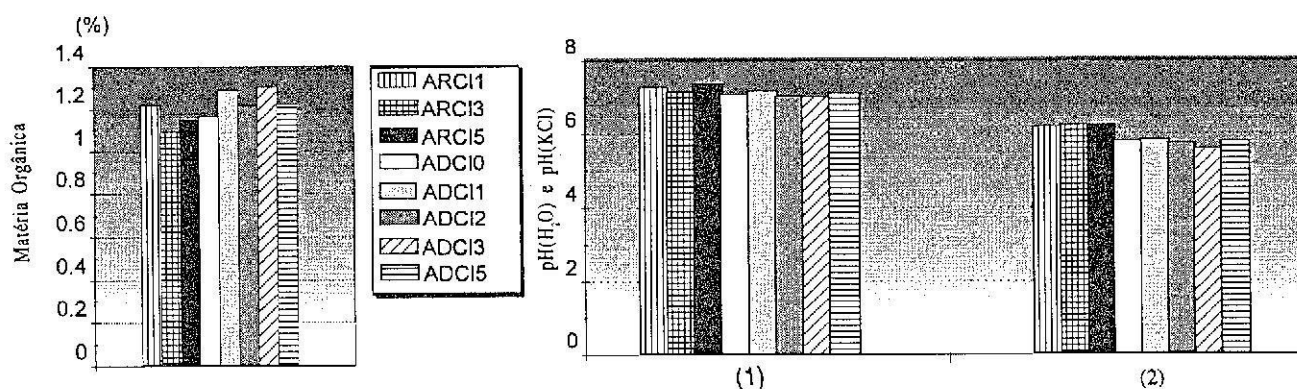 (%)
Matéria Orgânica
1.4
1.2
1
0.8
0.6
0.4
0.2
0
ARCI1
ARCI3
ARCI5
ADCI0
ADCI1
ADCI2
ADCI3
ADCI5
pH(H₂O) e pH(KCl)
8
6
4
2
0
(1)
(2)